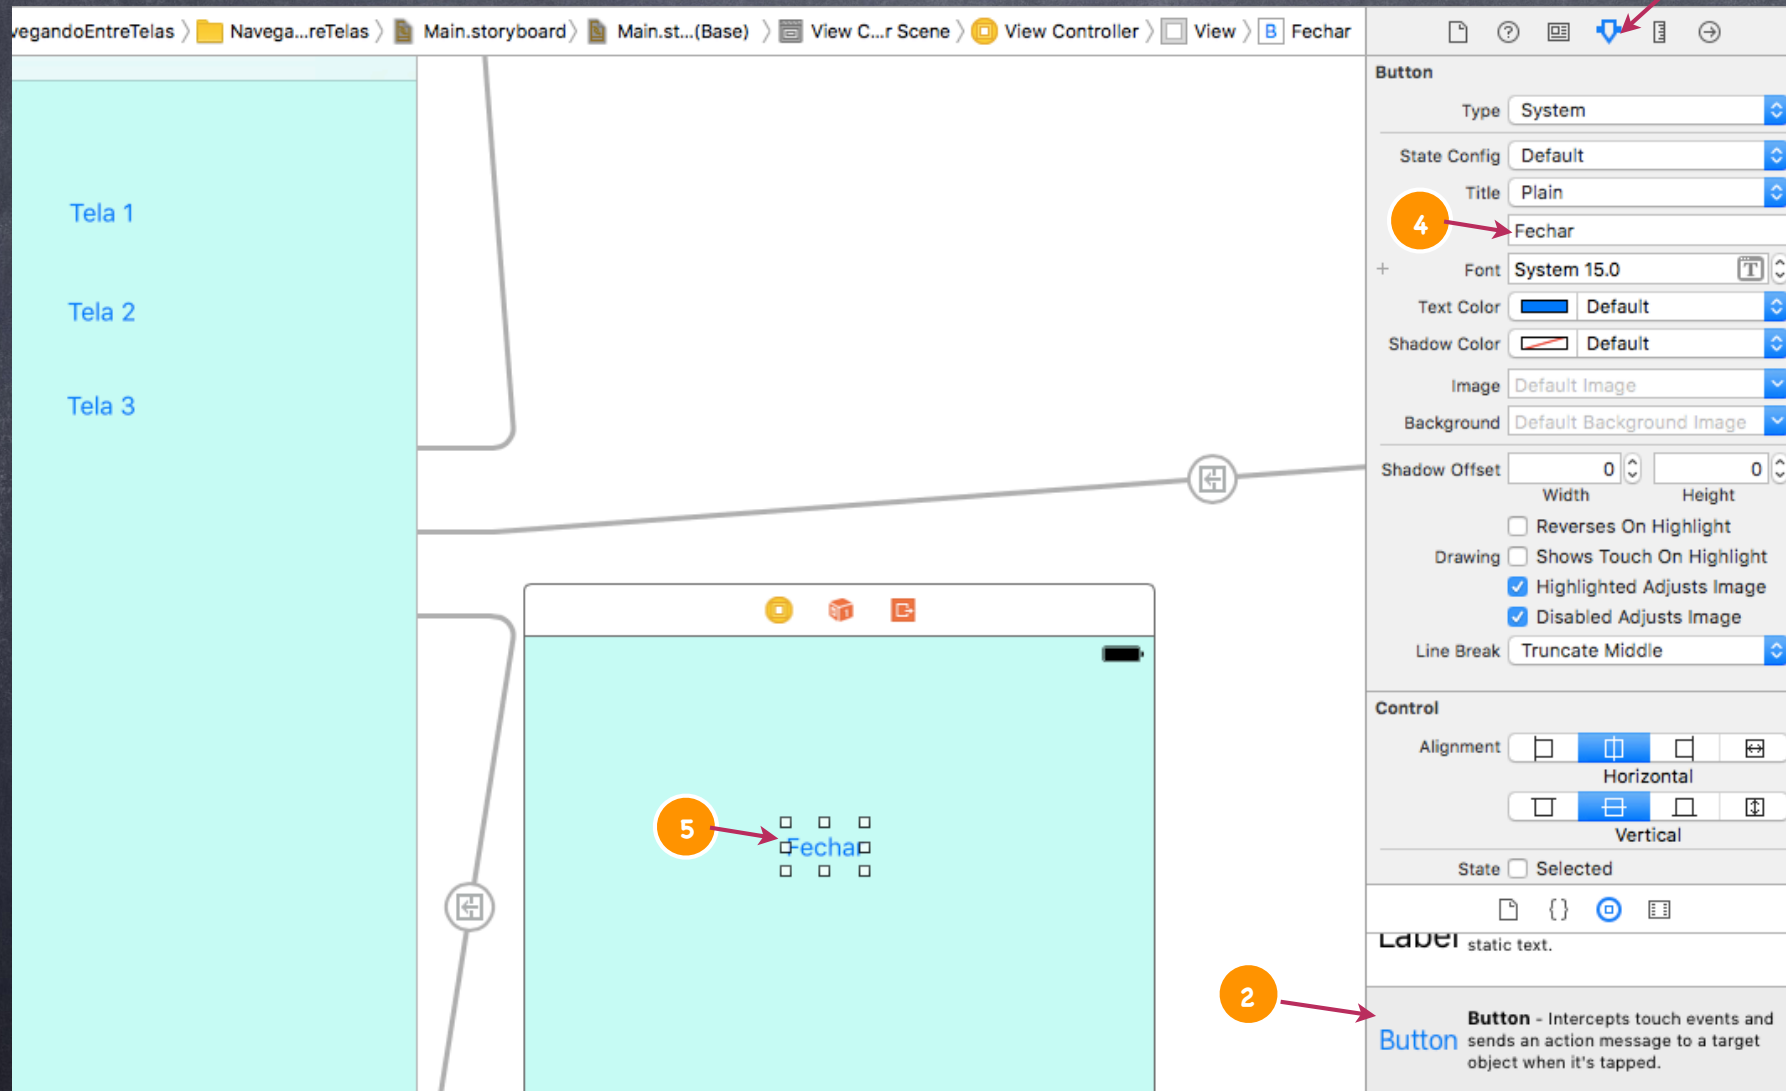 vegandoEntreTelas Navega...reTelas Main.storyboard Main.st...(Base) View C...r Scene View Controller View B Fechar
Tela 1
Tela 2
Tela 3
5
Fechar
Button
Type System
State Config Default
Title Plain
4
Fechar
+ Font System 15.0 T
Text Color Default
Shadow Color Default
Image Default Image
Background Default Background Image
Shadow Offset 0 0
Width Height
Reverses On Highlight
Drawing Shows Touch On Highlight
Highlighted Adjusts Image
Disabled Adjusts Image
Line Break Truncate Middle
Control
Alignment
Horizontal
Vertical
State Selected
{}
Label static text.
2
Button - Intercepts touch events and
Button sends an action message to a target
object when it's tapped.